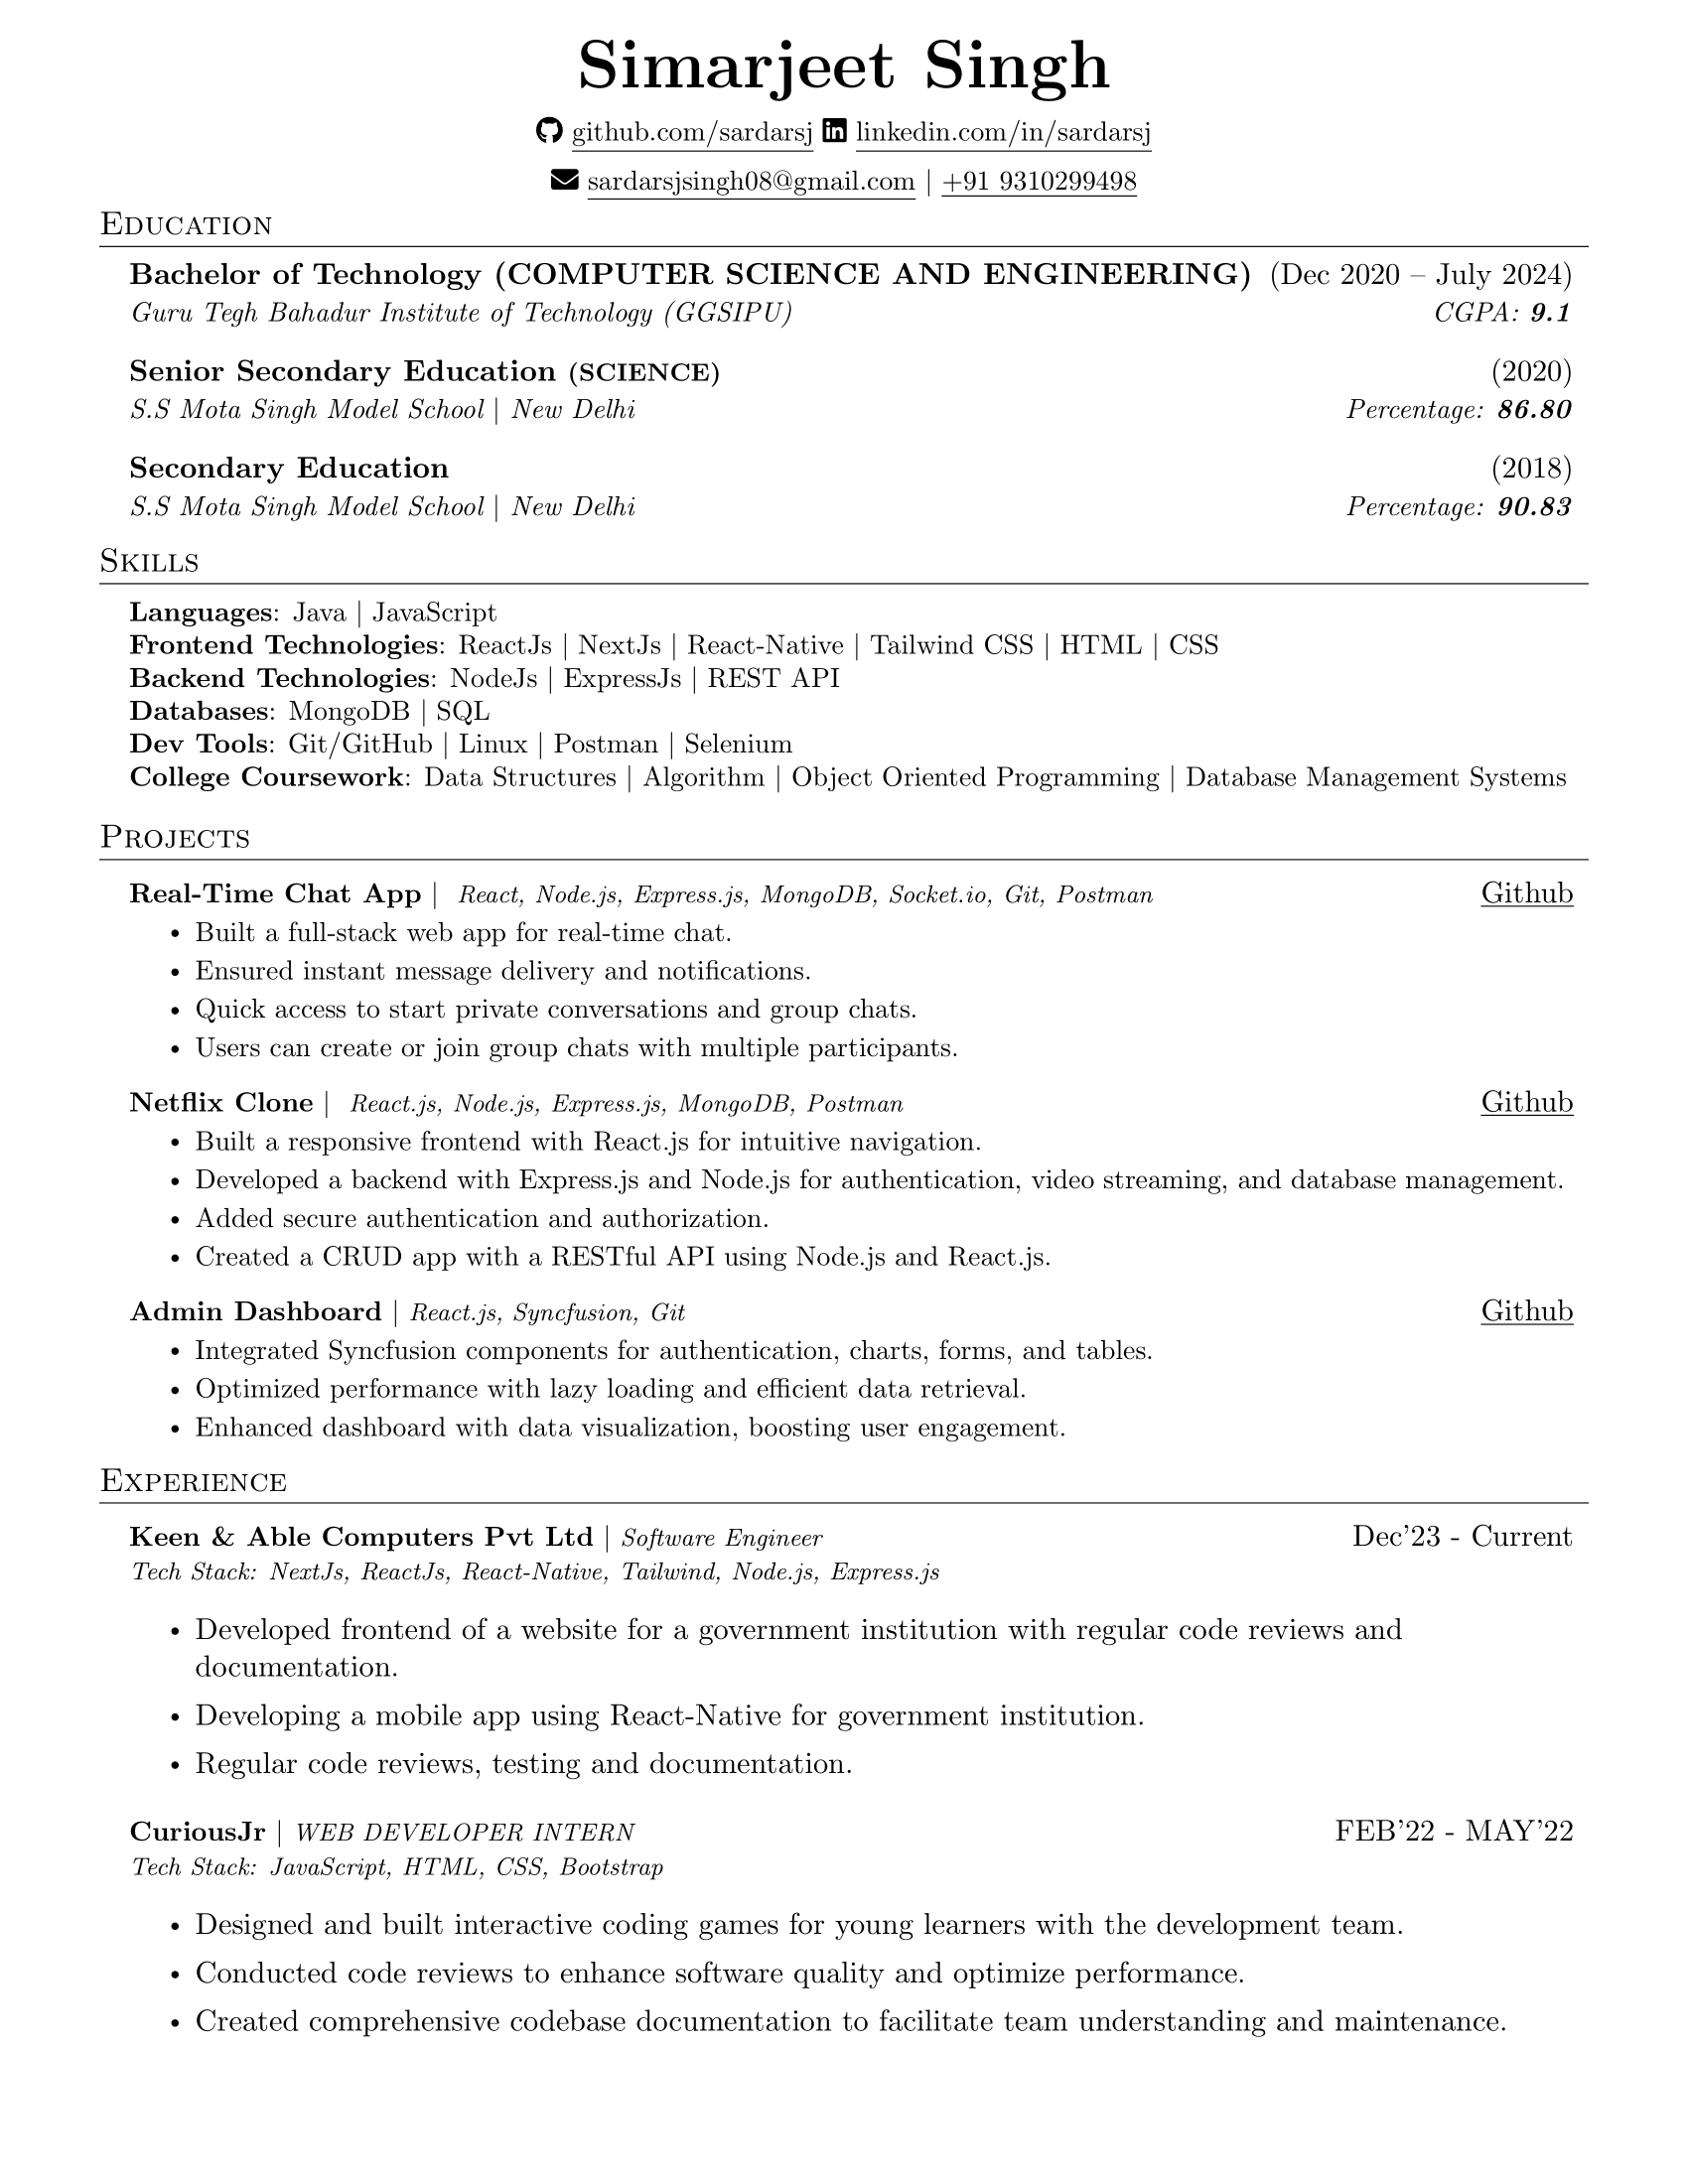 Simarjeet Singh
github.com/sardarsj linkedin.com/in/sardarsj
sardarsjsingh08@gmail.com | +91 9310299498
Education
Bachelor of Technology (COMPUTER SCIENCE AND ENGINEERING) (Dec 2020 – July 2024)
Guru Tegh Bahadur Institute of Technology (GGSIPU) CGPA: 9.1
Senior Secondary Education (SCIENCE) (2020)
S.S Mota Singh Model School | New Delhi Percentage: 86.80
Secondary Education (2018)
S.S Mota Singh Model School | New Delhi Percentage: 90.83
Skills
Languages: Java | JavaScript
Frontend Technologies: ReactJs | NextJs | React-Native | Tailwind CSS | HTML | CSS
Backend Technologies: NodeJs | ExpressJs | REST API
Databases: MongoDB | SQL
Dev Tools: Git/GitHub | Linux | Postman | Selenium
College Coursework: Data Structures | Algorithm | Object Oriented Programming | Database Management Systems
Projects
Real-Time Chat App | React, Node.js, Express.js, MongoDB, Socket.io, Git, Postman Github
• Built a full-stack web app for real-time chat.
• Ensured instant message delivery and notifications.
• Quick access to start private conversations and group chats.
• Users can create or join group chats with multiple participants.
Netflix Clone | React.js, Node.js, Express.js, MongoDB, Postman Github
• Built a responsive frontend with React.js for intuitive navigation.
• Developed a backend with Express.js and Node.js for authentication, video streaming, and database management.
• Added secure authentication and authorization.
• Created a CRUD app with a RESTful API using Node.js and React.js.
Admin Dashboard | React.js, Syncfusion, Git Github
• Integrated Syncfusion components for authentication, charts, forms, and tables.
• Optimized performance with lazy loading and efficient data retrieval.
• Enhanced dashboard with data visualization, boosting user engagement.
Experience
Keen & Able Computers Pvt Ltd | Software Engineer Dec'23 - Current
Tech Stack: NextJs, ReactJs, React-Native, Tailwind, Node.js, Express.js
• Developed frontend of a website for a government institution with regular code reviews and
documentation.
• Developing a mobile app using React-Native for government institution.
• Regular code reviews, testing and documentation.
CuriousJr | WEB DEVELOPER INTERN FEB'22 - MAY'22
Tech Stack: JavaScript, HTML, CSS, Bootstrap
• Designed and built interactive coding games for young learners with the development team.
• Conducted code reviews to enhance software quality and optimize performance.
• Created comprehensive codebase documentation to facilitate team understanding and maintenance.